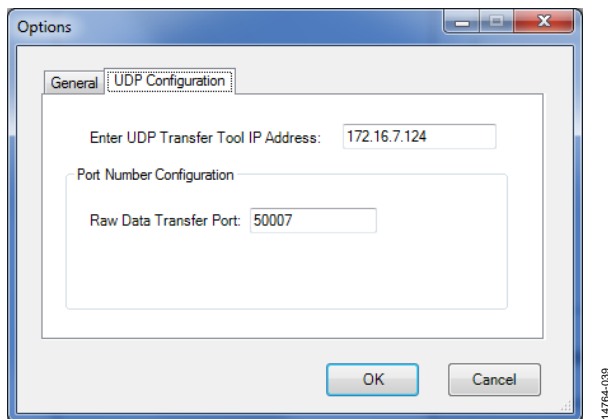 Options
General
UDP Configuration
Enter UDP Transfer Tool IP Address: 172.16.7.124
Port Number Configuration
Raw Data Transfer Port: 50007
OK
Cancel
14764-039